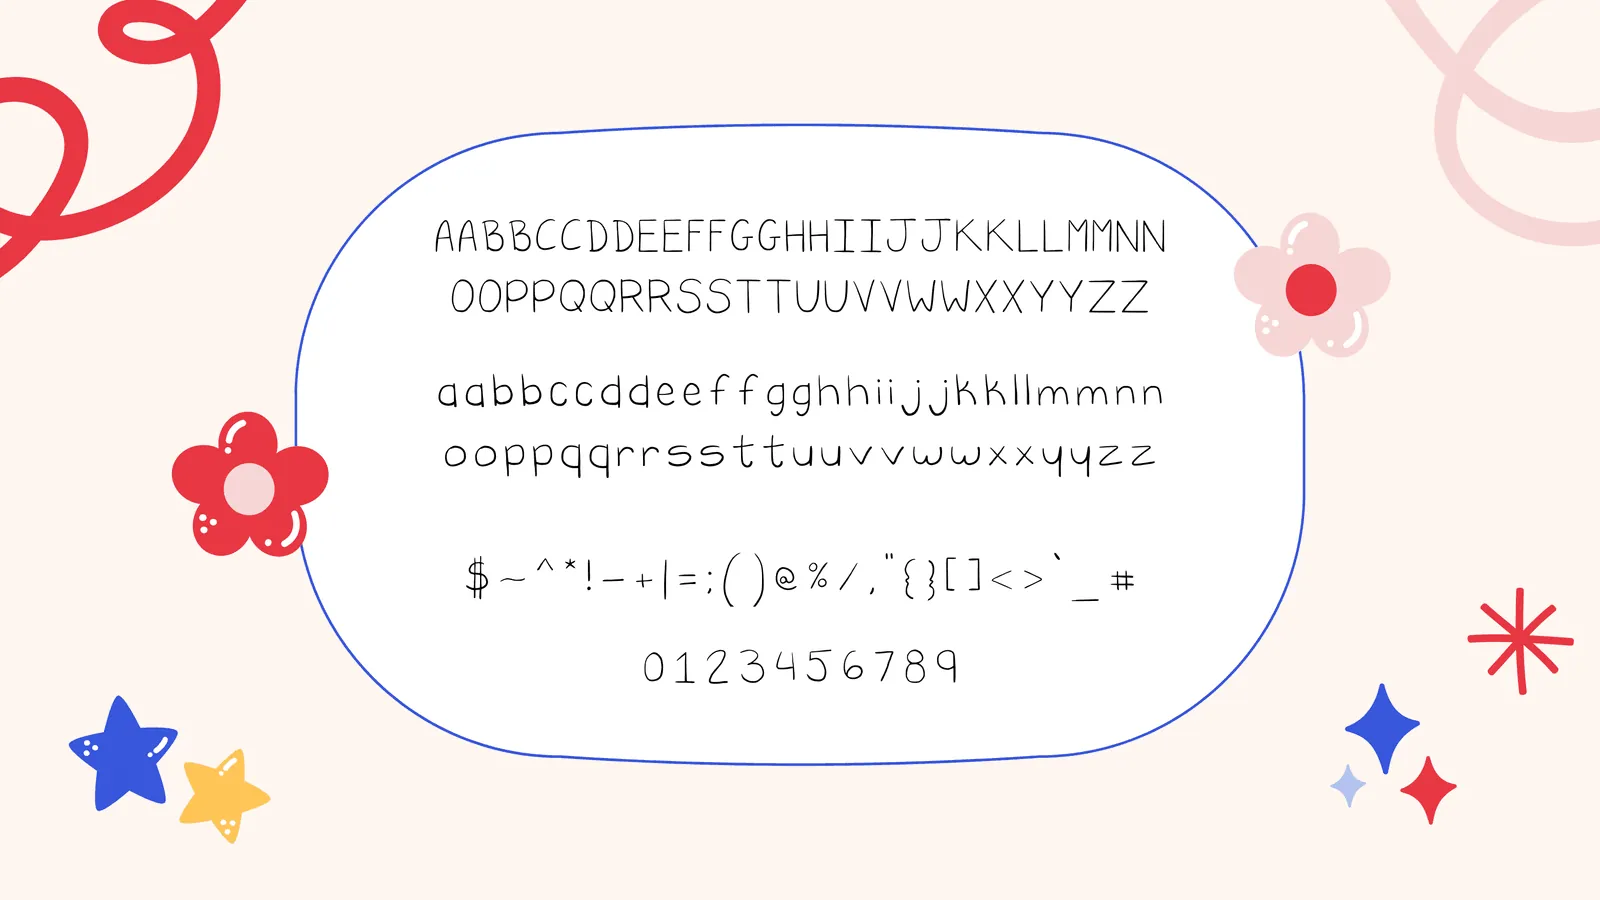 AABBCCDDEEFFGGHHIIJJKKLLMMNN
OOPPQQRRSSTTUUVVWWXXYYZZ
aabbccddeeffgghhiijjkkllmmnn
ooppqqrrssttuuvvwwxxyyzz
$~^*!-+|=;()@%/,"{}[]<>`_#
0123456789